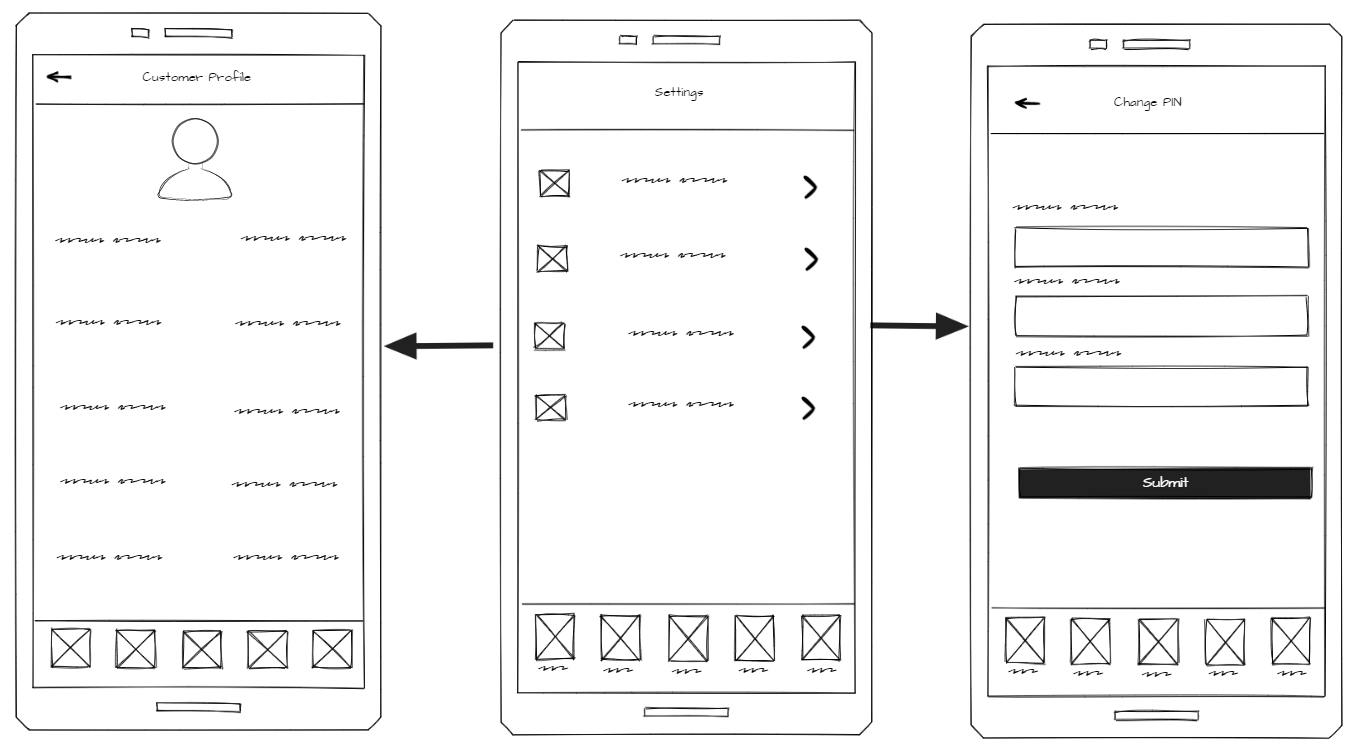 Customer Profile
Settings
Change PIN
Submit